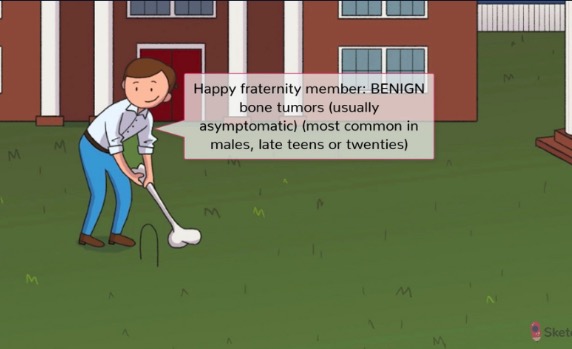 Happy fraternity member: BENIGN
bone tumors (usually
asymptomatic) (most common in
males, late teens or twenties)